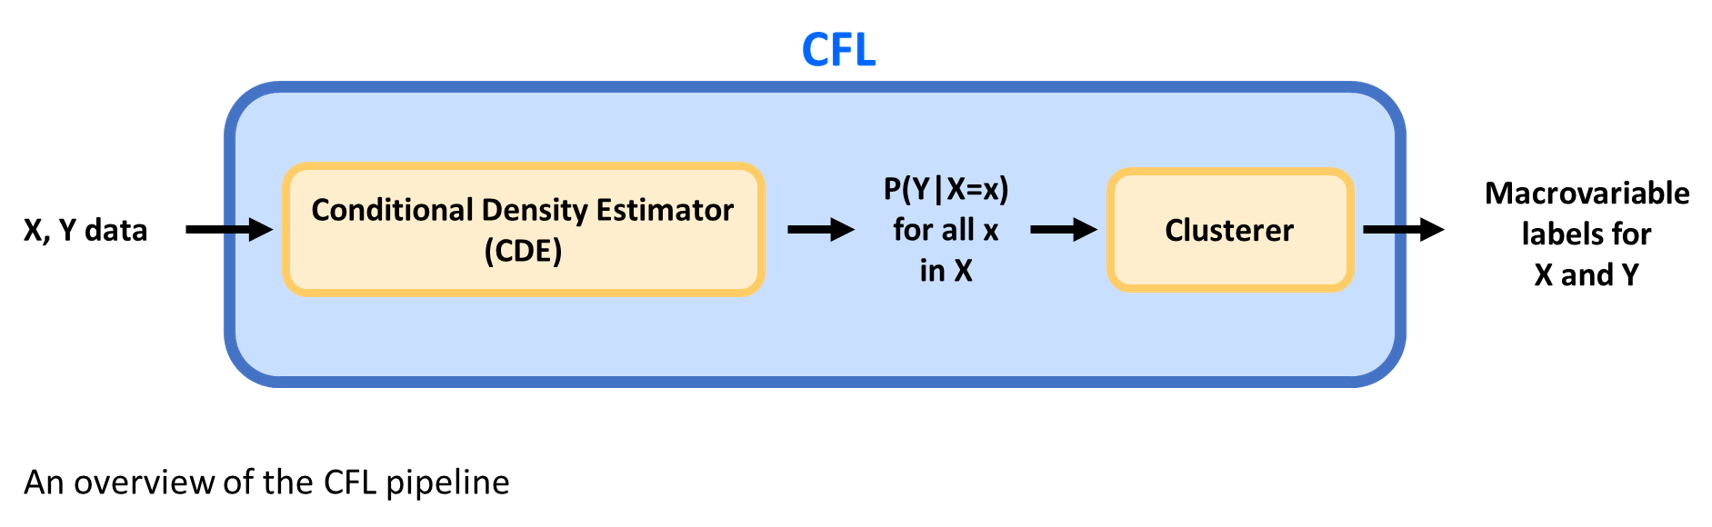 CFL
X, Y data
Conditional Density Estimator
(CDE)
P(Y|X=x)
for all x
in X
Clusterer
Macrovariable
labels for
X and Y
An overview of the CFL pipeline